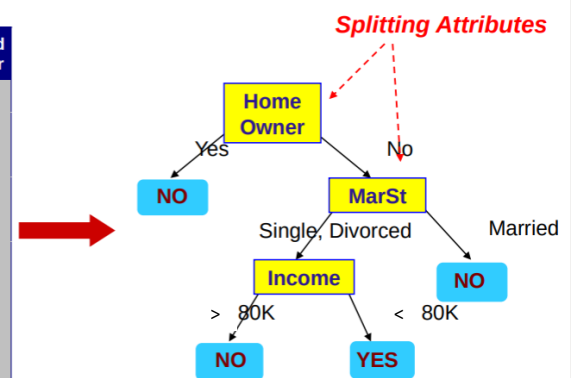 Splitting Attributes
Home
Owner
Yes
No
NO
MarSt
Single, Divorced
Married
Income
NO
> 80K
< 80K
NO
YES